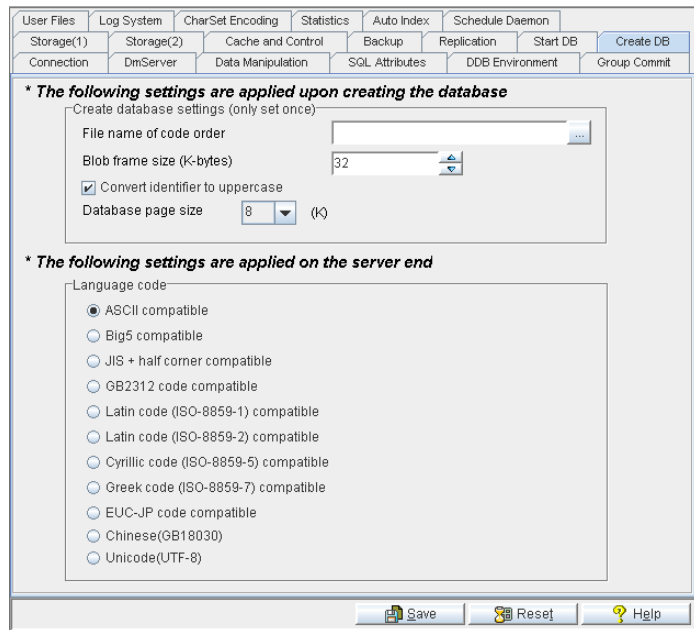 User Files Log System CharSet Encoding Statistics Auto Index Schedule Daemon
Storage(1) Storage(2) Cache and Control Backup Replication Start DB Create DB
Connection DmServer Data Manipulation SQL Attributes DDB Environment Group Commit
* The following settings are applied upon creating the database
Create database settings (only set once)
File name of code order ...
Blob frame size (K-bytes) 32
Convert identifier to uppercase
Database page size 8 (K)
* The following settings are applied on the server end
Language code
ASCII compatible
Big5 compatible
JIS + half corner compatible
GB2312 code compatible
Latin code (ISO-8859-1) compatible
Latin code (ISO-8859-2) compatible
Cyrillic code (ISO-8859-5) compatible
Greek code (ISO-8859-7) compatible
EUC-JP code compatible
Chinese(GB18030)
Unicode(UTF-8)
Save Reset Help